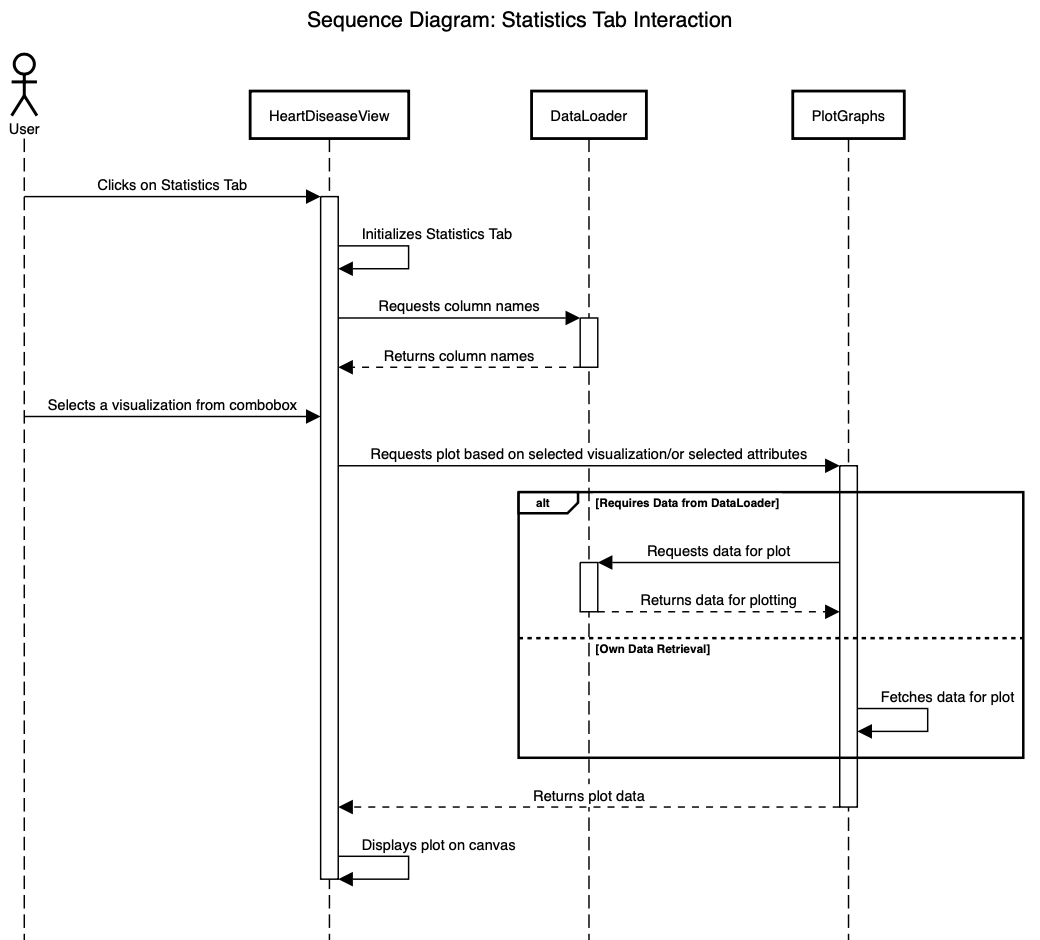 Sequence Diagram: Statistics Tab Interaction
User
HeartDiseaseView
DataLoader
PlotGraphs
Clicks on Statistics Tab
Initializes Statistics Tab
Requests column names
Returns column names
Selects a visualization from combobox
Requests plot based on selected visualization/or selected attributes
alt
[Requires Data from DataLoader]
Requests data for plot
Returns data for plotting
[Own Data Retrieval]
Fetches data for plot
Returns plot data
Displays plot on canvas